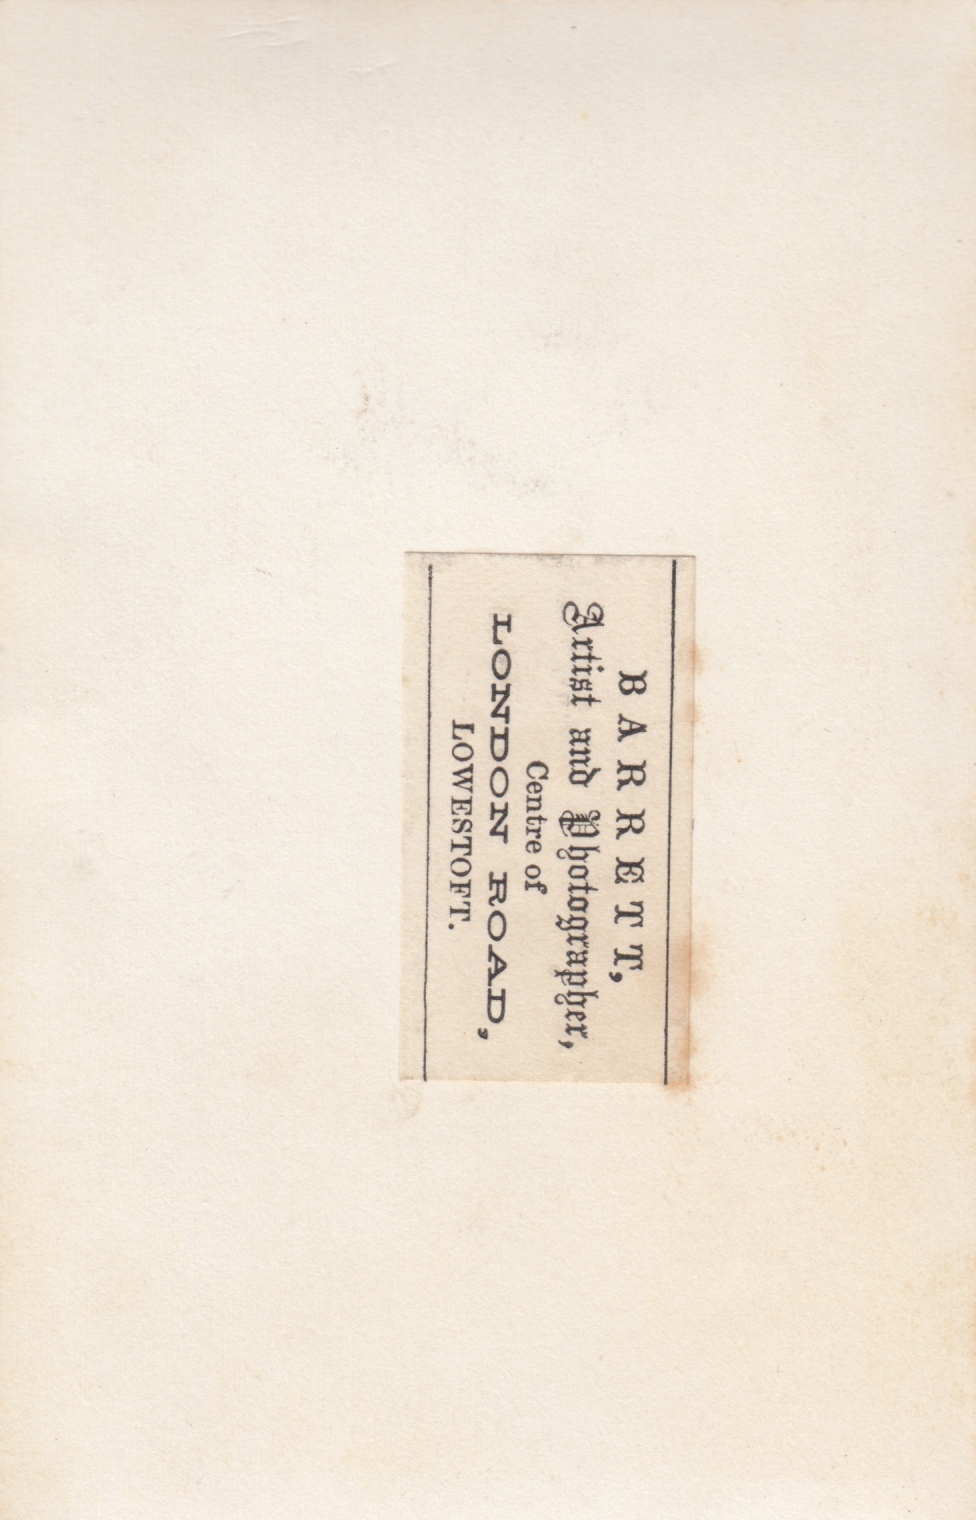 BARRETT,
Artist and Photographer,
Centre of
LONDON ROAD,
LOWESTOFT.